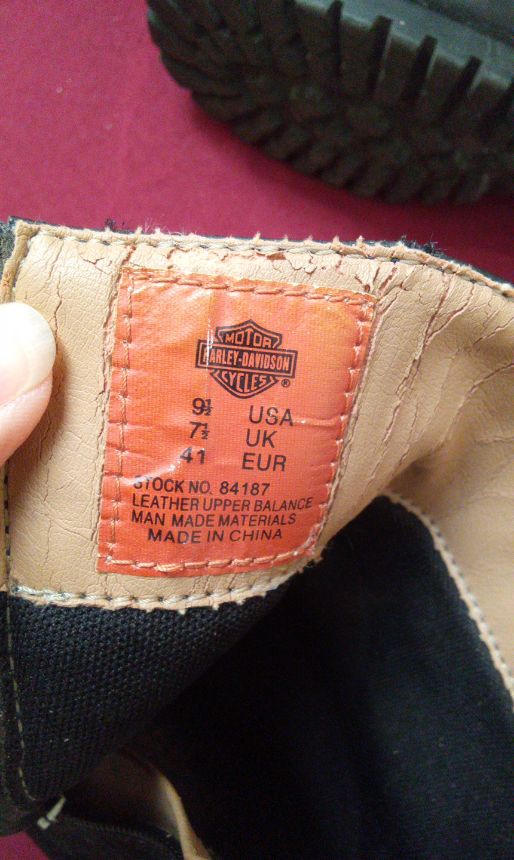 MOTOR
HARLEY-DAVIDSON
CYCLES ®
9½ USA
7½ UK
41 EUR
STOCK NO. 84187
LEATHER UPPER BALANCE
MAN MADE MATERIALS
MADE IN CHINA